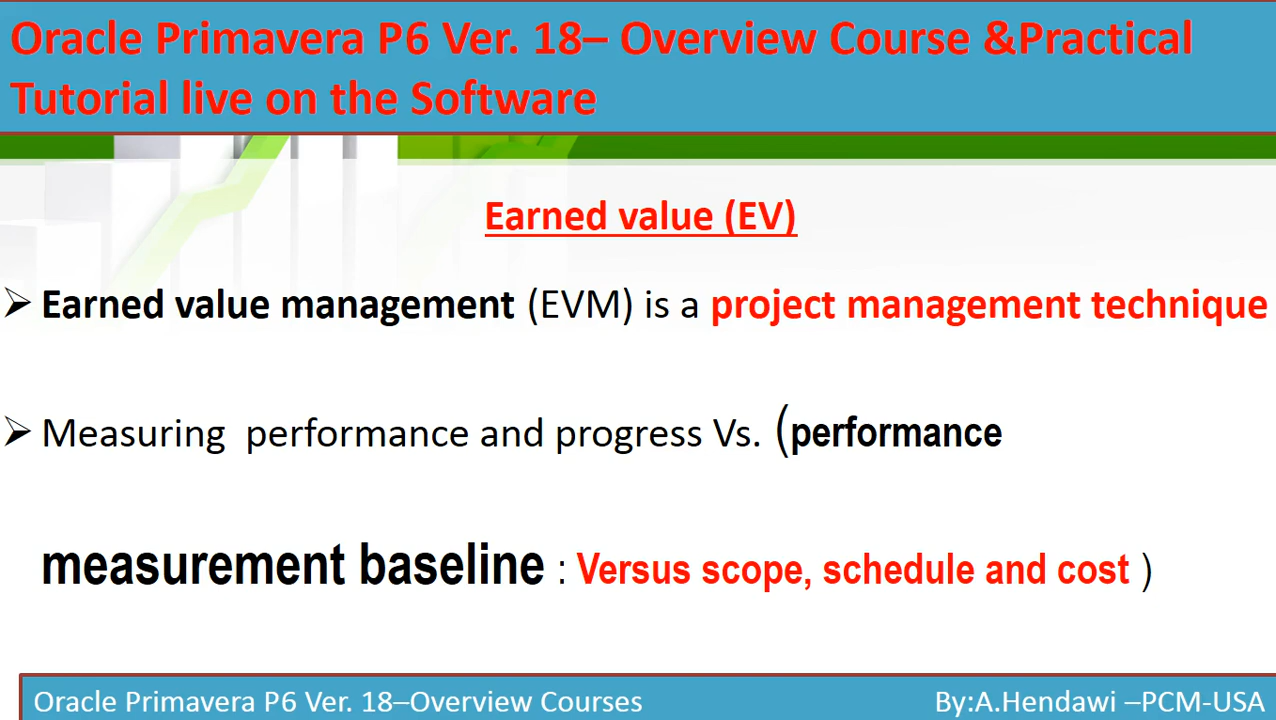 Oracle Primavera P6 Ver. 18– Overview Course &Practical
Tutorial live on the Software
Earned value (EV)
➢ Earned value management (EVM) is a project management technique
➢ Measuring performance and progress Vs. (performance
measurement baseline : Versus scope, schedule and cost )
Oracle Primavera P6 Ver. 18–Overview Courses
By:A.Hendawi –PCM-USA